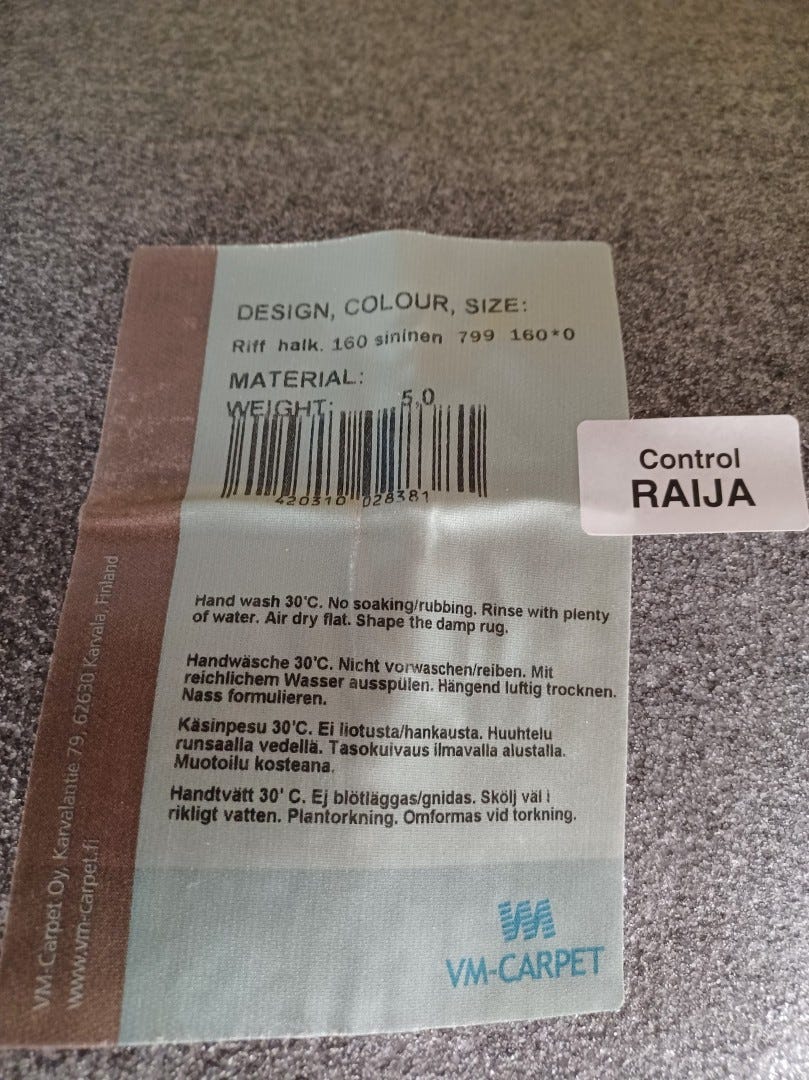 DESIGN, COLOUR, SIZE:
Riff halk. 160 sininen 799 160*0
MATERIAL:
WEIGHT: 5,0
420310 028381
Control
RAIJA
Hand wash 30°C. No soaking/rubbing. Rinse with plenty
of water. Air dry flat. Shape the damp rug.
Handwäsche 30°C. Nicht vorwaschen/reiben. Mit
reichlichem Wasser ausspülen. Hängend luftig trocknen.
Nass formulieren.
Käsinpesu 30°C. Ei liotusta/hankausta. Huuhtelu
runsaalla vedellä. Tasokuivaus ilmavalla alustalla.
Muotoilu kosteana.
Handtvätt 30° C. Ej blötläggas/gnidas. Skölj väl i
rikligt vatten. Plantorkning. Omformas vid torkning.
VM-CARPET
VM-Carpet Oy, Karvalantie 79, 62630 Karvala, Finland
www.vm-carpet.fi